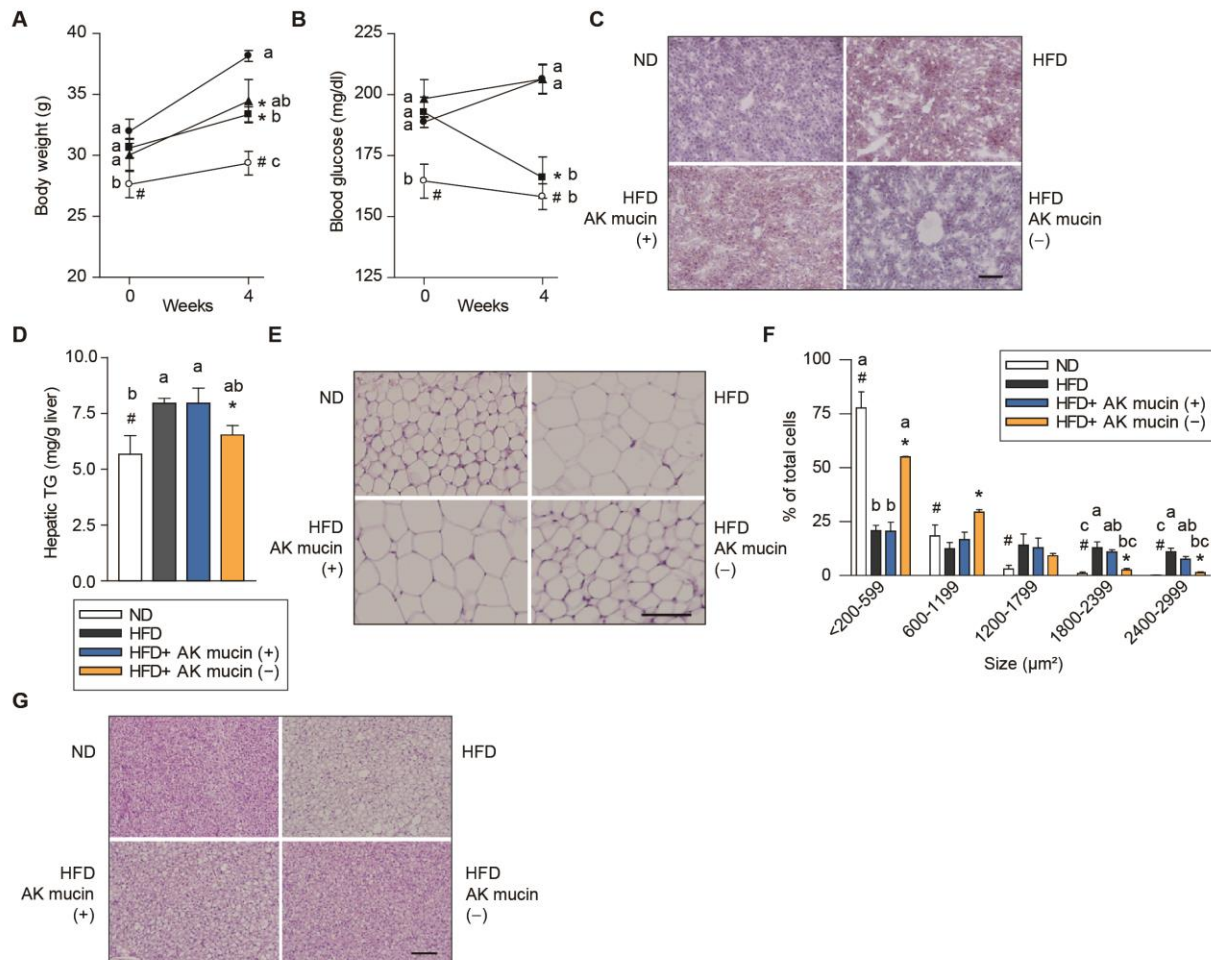 A
Body weight (g)
40
35
30
25
20
a
* ab
* b
a
a
a
b
#
# c
0
4
Weeks
B
Blood glucose (mg/dl)
225
200
175
150
125
a
a
a
a
a
b
#
* b
# b
0
4
Weeks
C
ND
HFD
HFD
AK mucin
(+)
HFD
AK mucin
(−)
D
Hepatic TG (mg/g liver)
10.0
7.5
5.0
2.5
0.0
b
#
a
a
ab
*
ND
HFD
HFD+ AK mucin (+)
HFD+ AK mucin (−)
E
ND
HFD
HFD
AK mucin
(+)
HFD
AK mucin
(−)
F
% of total cells
100
75
50
25
0
a
#
b b
a
*
#
*
#
c
#
a
ab
bc
*
c
#
a
ab
bc
*
<200-599
600-1199
1200-1799
1800-2399
2400-2999
Size (µm²)
ND
HFD
HFD+ AK mucin (+)
HFD+ AK mucin (−)
G
ND
HFD
HFD
AK mucin
(+)
HFD
AK mucin
(−)